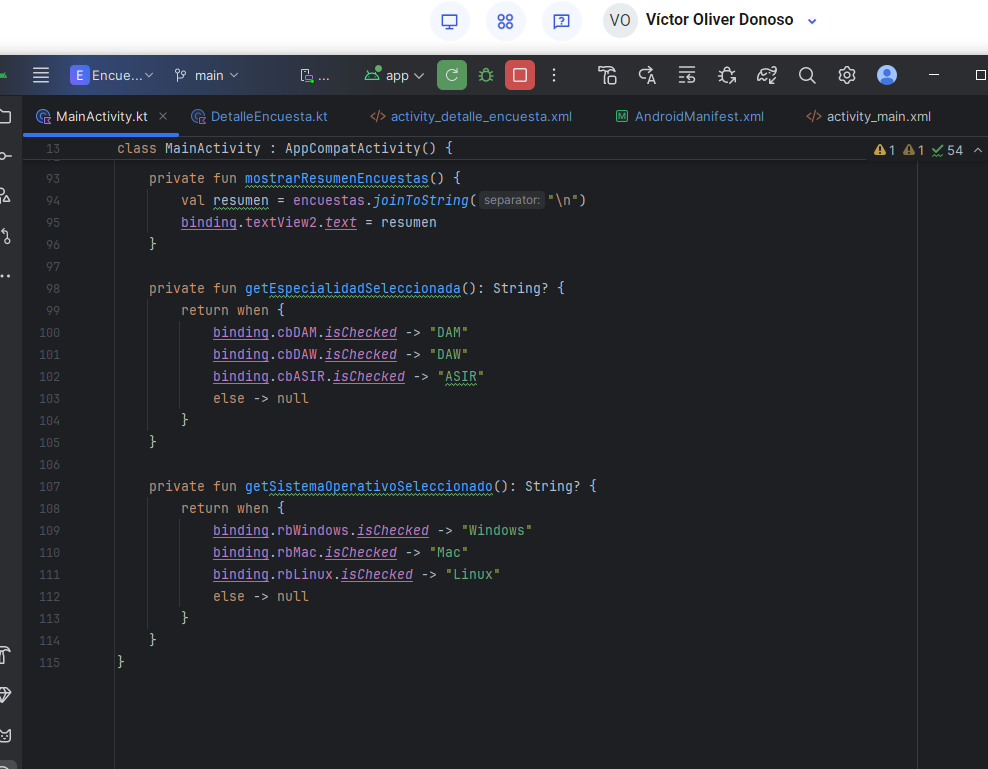 VO Víctor Oliver Donoso
E Encue... main ... app
MainActivity.kt DetalleEncuesta.kt activity_detalle_encuesta.xml AndroidManifest.xml activity_main.xml
13 class MainActivity : AppCompatActivity() { 1 1 54
93 private fun mostrarResumenEncuestas() {
94 val resumen = encuestas.joinToString( separator: "\n")
95 binding.textView2.text = resumen
96 }
97
98 private fun getEspecialidadSeleccionada(): String? {
99 return when {
100 binding.cbDAM.isChecked -> "DAM"
101 binding.cbDAW.isChecked -> "DAW"
102 binding.cbASIR.isChecked -> "ASIR"
103 else -> null
104 }
105 }
106
107 private fun getSistemaOperativoSeleccionado(): String? {
108 return when {
109 binding.rbWindows.isChecked -> "Windows"
110 binding.rbMac.isChecked -> "Mac"
111 binding.rbLinux.isChecked -> "Linux"
112 else -> null
113 }
114 }
115 }